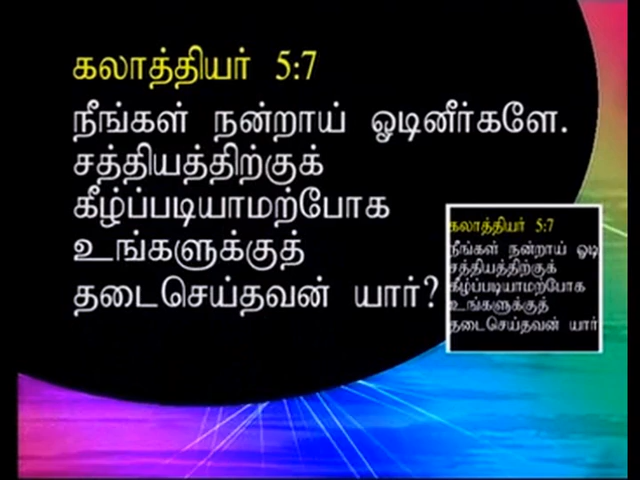 கலாத்தியர் 5:7
நீங்கள் நன்றாய் ஓடினீர்களே.
சத்தியத்திற்குக்
கீழ்ப்படியாமற்போக
உங்களுக்குத்
தடைசெய்தவன் யார்?
கலாத்தியர் 5:7
நீங்கள் நன்றாய் ஓடி
சத்தியத்திற்குக்
கீழ்ப்படியாமற்போக
உங்களுக்குத்
தடைசெய்தவன் யார்